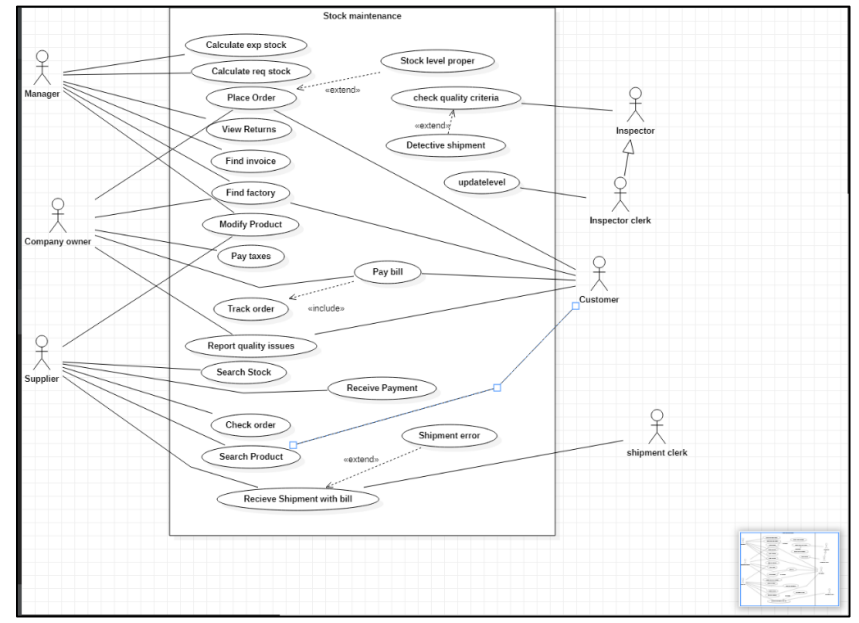 Stock maintenance
Calculate exp stock
Manager
Stock level proper
Calculate req stock
«extend»
Place Order
check quality criteria
«extend»
View Returns
Inspector
Detective shipment
Find invoice
updatelevel
Find factory
Inspector clerk
Modify Product
Company owner
Pay taxes
Pay bill
Customer
Track order
«include»
Report quality issues
Search Stock
Supplier
Receive Payment
Check order
Shipment error
Search Product
«extend»
shipment clerk
Recieve Shipment with bill